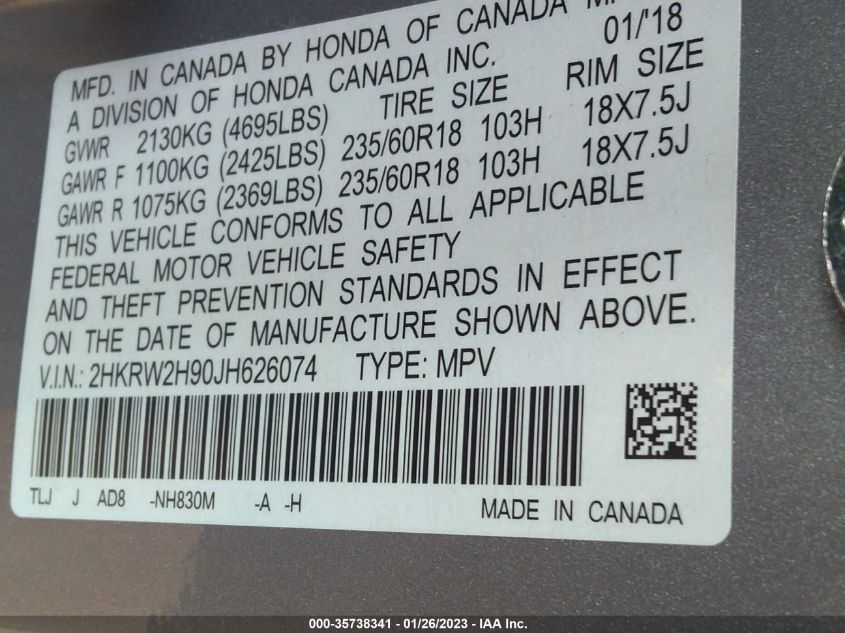 MFD. IN CANADA BY HONDA OF CANADA
A DIVISION OF HONDA CANADA INC. 01/'18
GVWR 2130KG (4695LBS) TIRE SIZE RIM SIZE
GAWR F 1100KG (2425LBS) 235/60R18 103H 18X7.5J
GAWR R 1075KG (2369LBS) 235/60R18 103H 18X7.5J
THIS VEHICLE CONFORMS TO ALL APPLICABLE
FEDERAL MOTOR VEHICLE SAFETY
AND THEFT PREVENTION STANDARDS IN EFFECT
ON THE DATE OF MANUFACTURE SHOWN ABOVE.
V.I.N.: 2HKRW2H90JH626074 TYPE: MPV
TLJ J AD8 -NH830M -A -H
MADE IN CANADA
000-35738341 - 01/26/2023 - IAA Inc.